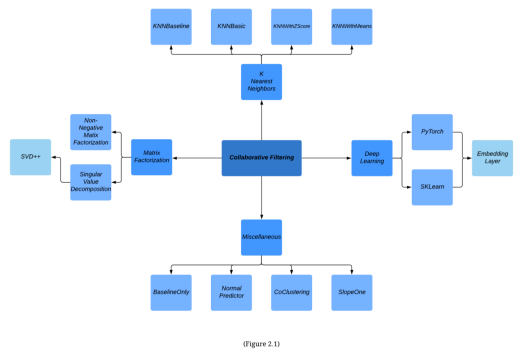 KNNBaseline
KNNBasic
KNNWithZScore
KNNWithMeans
K
Nearest
Neighbors
Non-
Negative
Matix
Factorization
SVD++
Singular
Value
Decomposition
Matrix
Factorization
Collaborative Filtering
Deep
Learning
PyTorch
SKLearn
Embedding
Layer
Miscellaneous
BaselineOnly
Normal
Predictor
CoClustering
SlopeOne
(Figure 2.1)